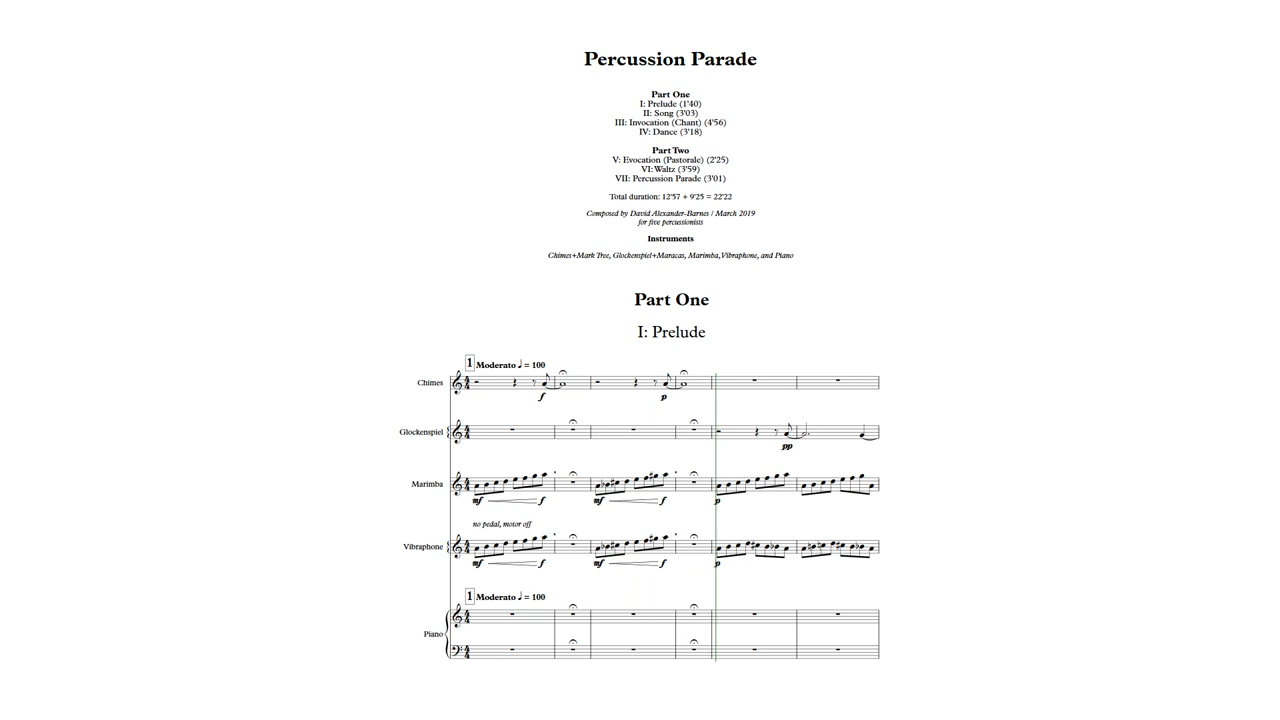 Percussion Parade
Part One
I: Prelude (1'40)
II: Song (3'03)
III: Invocation (Chant) (4'56)
IV: Dance (3'18)
Part Two
V: Evocation (Pastorale) (2'25)
VI: Waltz (3'59)
VII: Percussion Parade (3'01)
Total duration: 12'57 + 9'25 = 22'22
Composed by David Alexander-Barnes / March 2019
for five percussionists
Instruments
Chimes+Mark Tree, Glockenspiel+Maracas, Marimba, Vibraphone, and Piano
Part One
I: Prelude
1 Moderato ♩ = 100
Chimes
f p
Glockenspiel
pp
Marimba
mf f mf f p
no pedal, motor off
Vibraphone
mf f mf f p
1 Moderato ♩ = 100
Piano